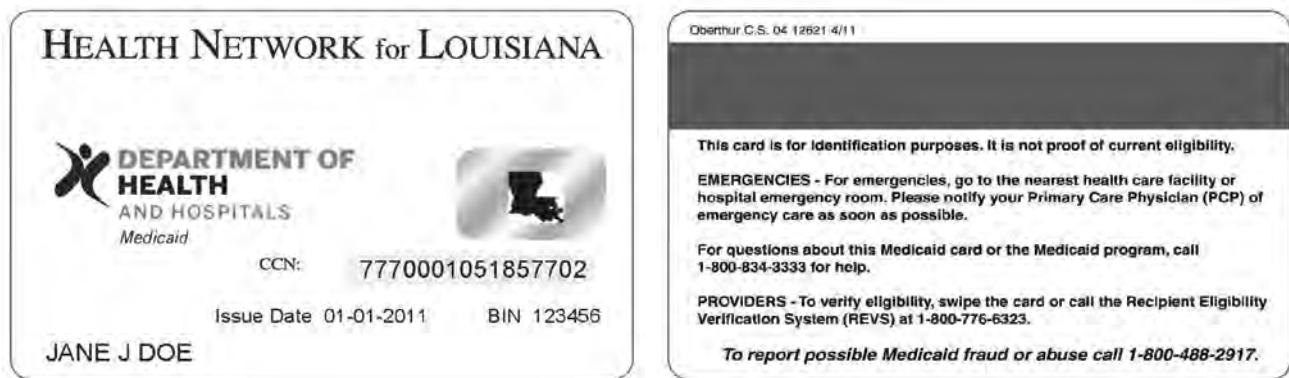 HEALTH NETWORK for LOUISIANA
DEPARTMENT OF
HEALTH
AND HOSPITALS
Medicaid
CCN: 7770001051857702
Issue Date 01-01-2011 BIN 123456
JANE J DOE
Oberthur C.S. 04 12621 4/11
This card is for identification purposes. It is not proof of current eligibility.
EMERGENCIES - For emergencies, go to the nearest health care facility or
hospital emergency room. Please notify your Primary Care Physician (PCP) of
emergency care as soon as possible.
For questions about this Medicaid card or the Medicaid program, call
1-800-834-3333 for help.
PROVIDERS - To verify eligibility, swipe the card or call the Recipient Eligibility
Verification System (REVS) at 1-800-776-6323.
To report possible Medicaid fraud or abuse call 1-800-488-2917.